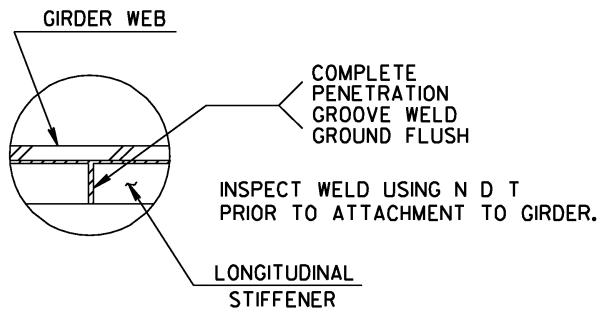 GIRDER WEB
COMPLETE
PENETRATION
GROOVE WELD
GROUND FLUSH
INSPECT WELD USING N D T
PRIOR TO ATTACHMENT TO GIRDER.
LONGITUDINAL
STIFFENER